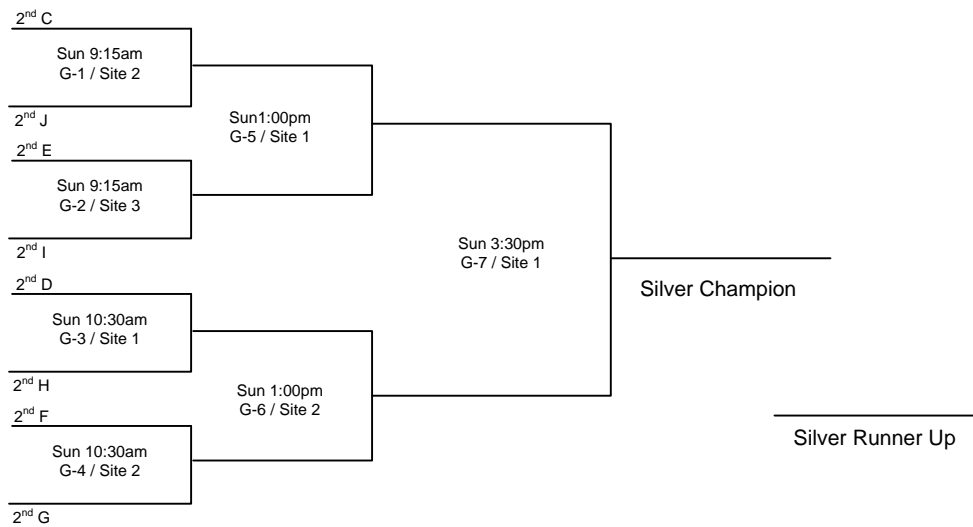 2nd C
Sun 9:15am
G-1 / Site 2
2nd J
Sun1:00pm
G-5 / Site 1
2nd E
Sun 9:15am
G-2 / Site 3
2nd I
Sun 3:30pm
G-7 / Site 1
Silver Champion
2nd D
Sun 10:30am
G-3 / Site 1
2nd H
Sun 1:00pm
G-6 / Site 2
2nd F
Sun 10:30am
G-4 / Site 2
2nd G
Silver Runner Up